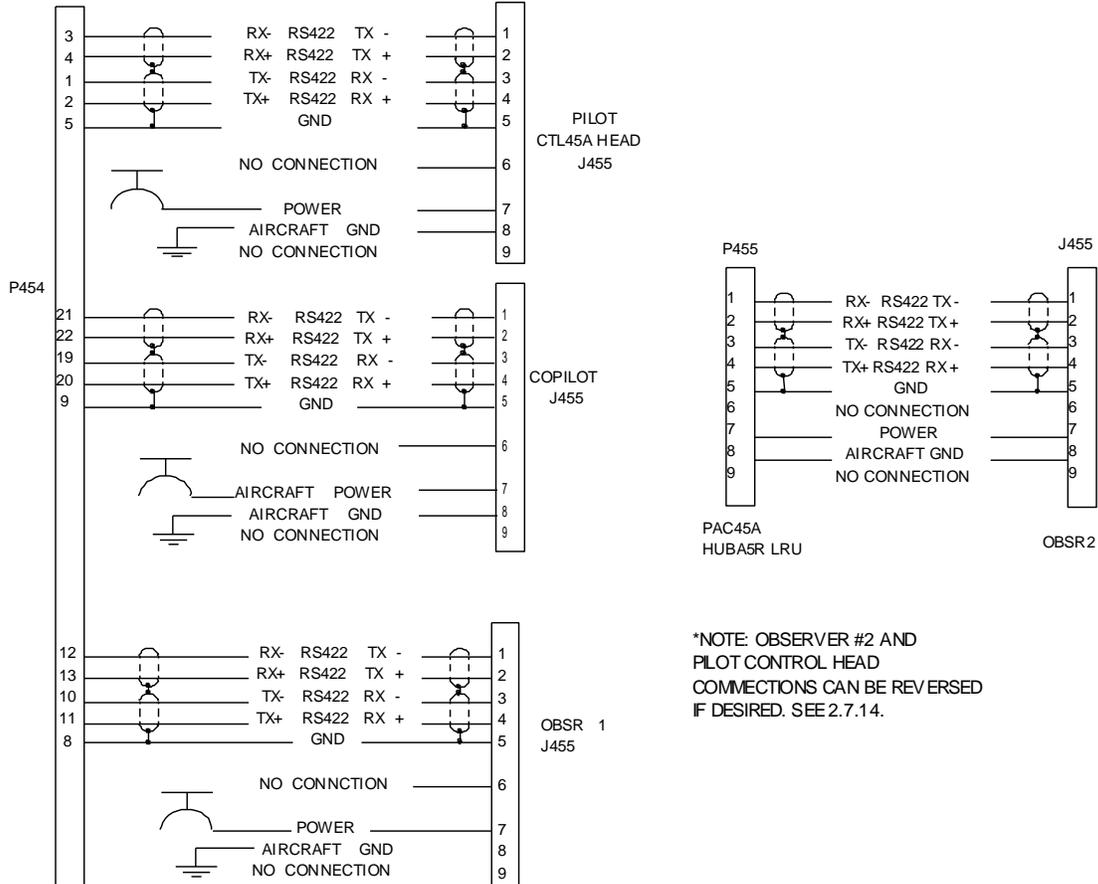 3 RX- RS422 TX - 1
4 RX+ RS422 TX + 2
1 TX- RS422 RX - 3
2 TX+ RS422 RX + 4
5 GND 5
NO CONNECTION 6
POWER 7
AIRCRAFT GND 8
NO CONNECTION 9
PILOT
CTL45A HEAD
J455
P454
21 RX- RS422 TX - 1
22 RX+ RS422 TX + 2
19 TX- RS422 RX - 3
20 TX+ RS422 RX + 4
9 GND 5
NO CONNECTION 6
AIRCRAFT POWER 7
AIRCRAFT GND 8
NO CONNECTION 9
COPILOT
J455
12 RX- RS422 TX - 1
13 RX+ RS422 TX + 2
10 TX- RS422 RX - 3
11 TX+ RS422 RX + 4
8 GND 5
NO CONNCTION 6
POWER 7
AIRCRAFT GND 8
NO CONNECTION 9
OBSR 1
J455
P455 J455
1 RX- RS422 TX- 1
2 RX+ RS422 TX+ 2
3 TX- RS422 RX- 3
4 TX+ RS422 RX+ 4
5 GND 5
6 NO CONNECTION 6
7 POWER 7
8 AIRCRAFT GND 8
9 NO CONNECTION 9
PAC45A
HUBA5R LRU
OBSR2
*NOTE: OBSERVER #2 AND
PILOT CONTROL HEAD
COMMECTIONS CAN BE REVERSED
IF DESIRED. SEE 2.7.14.